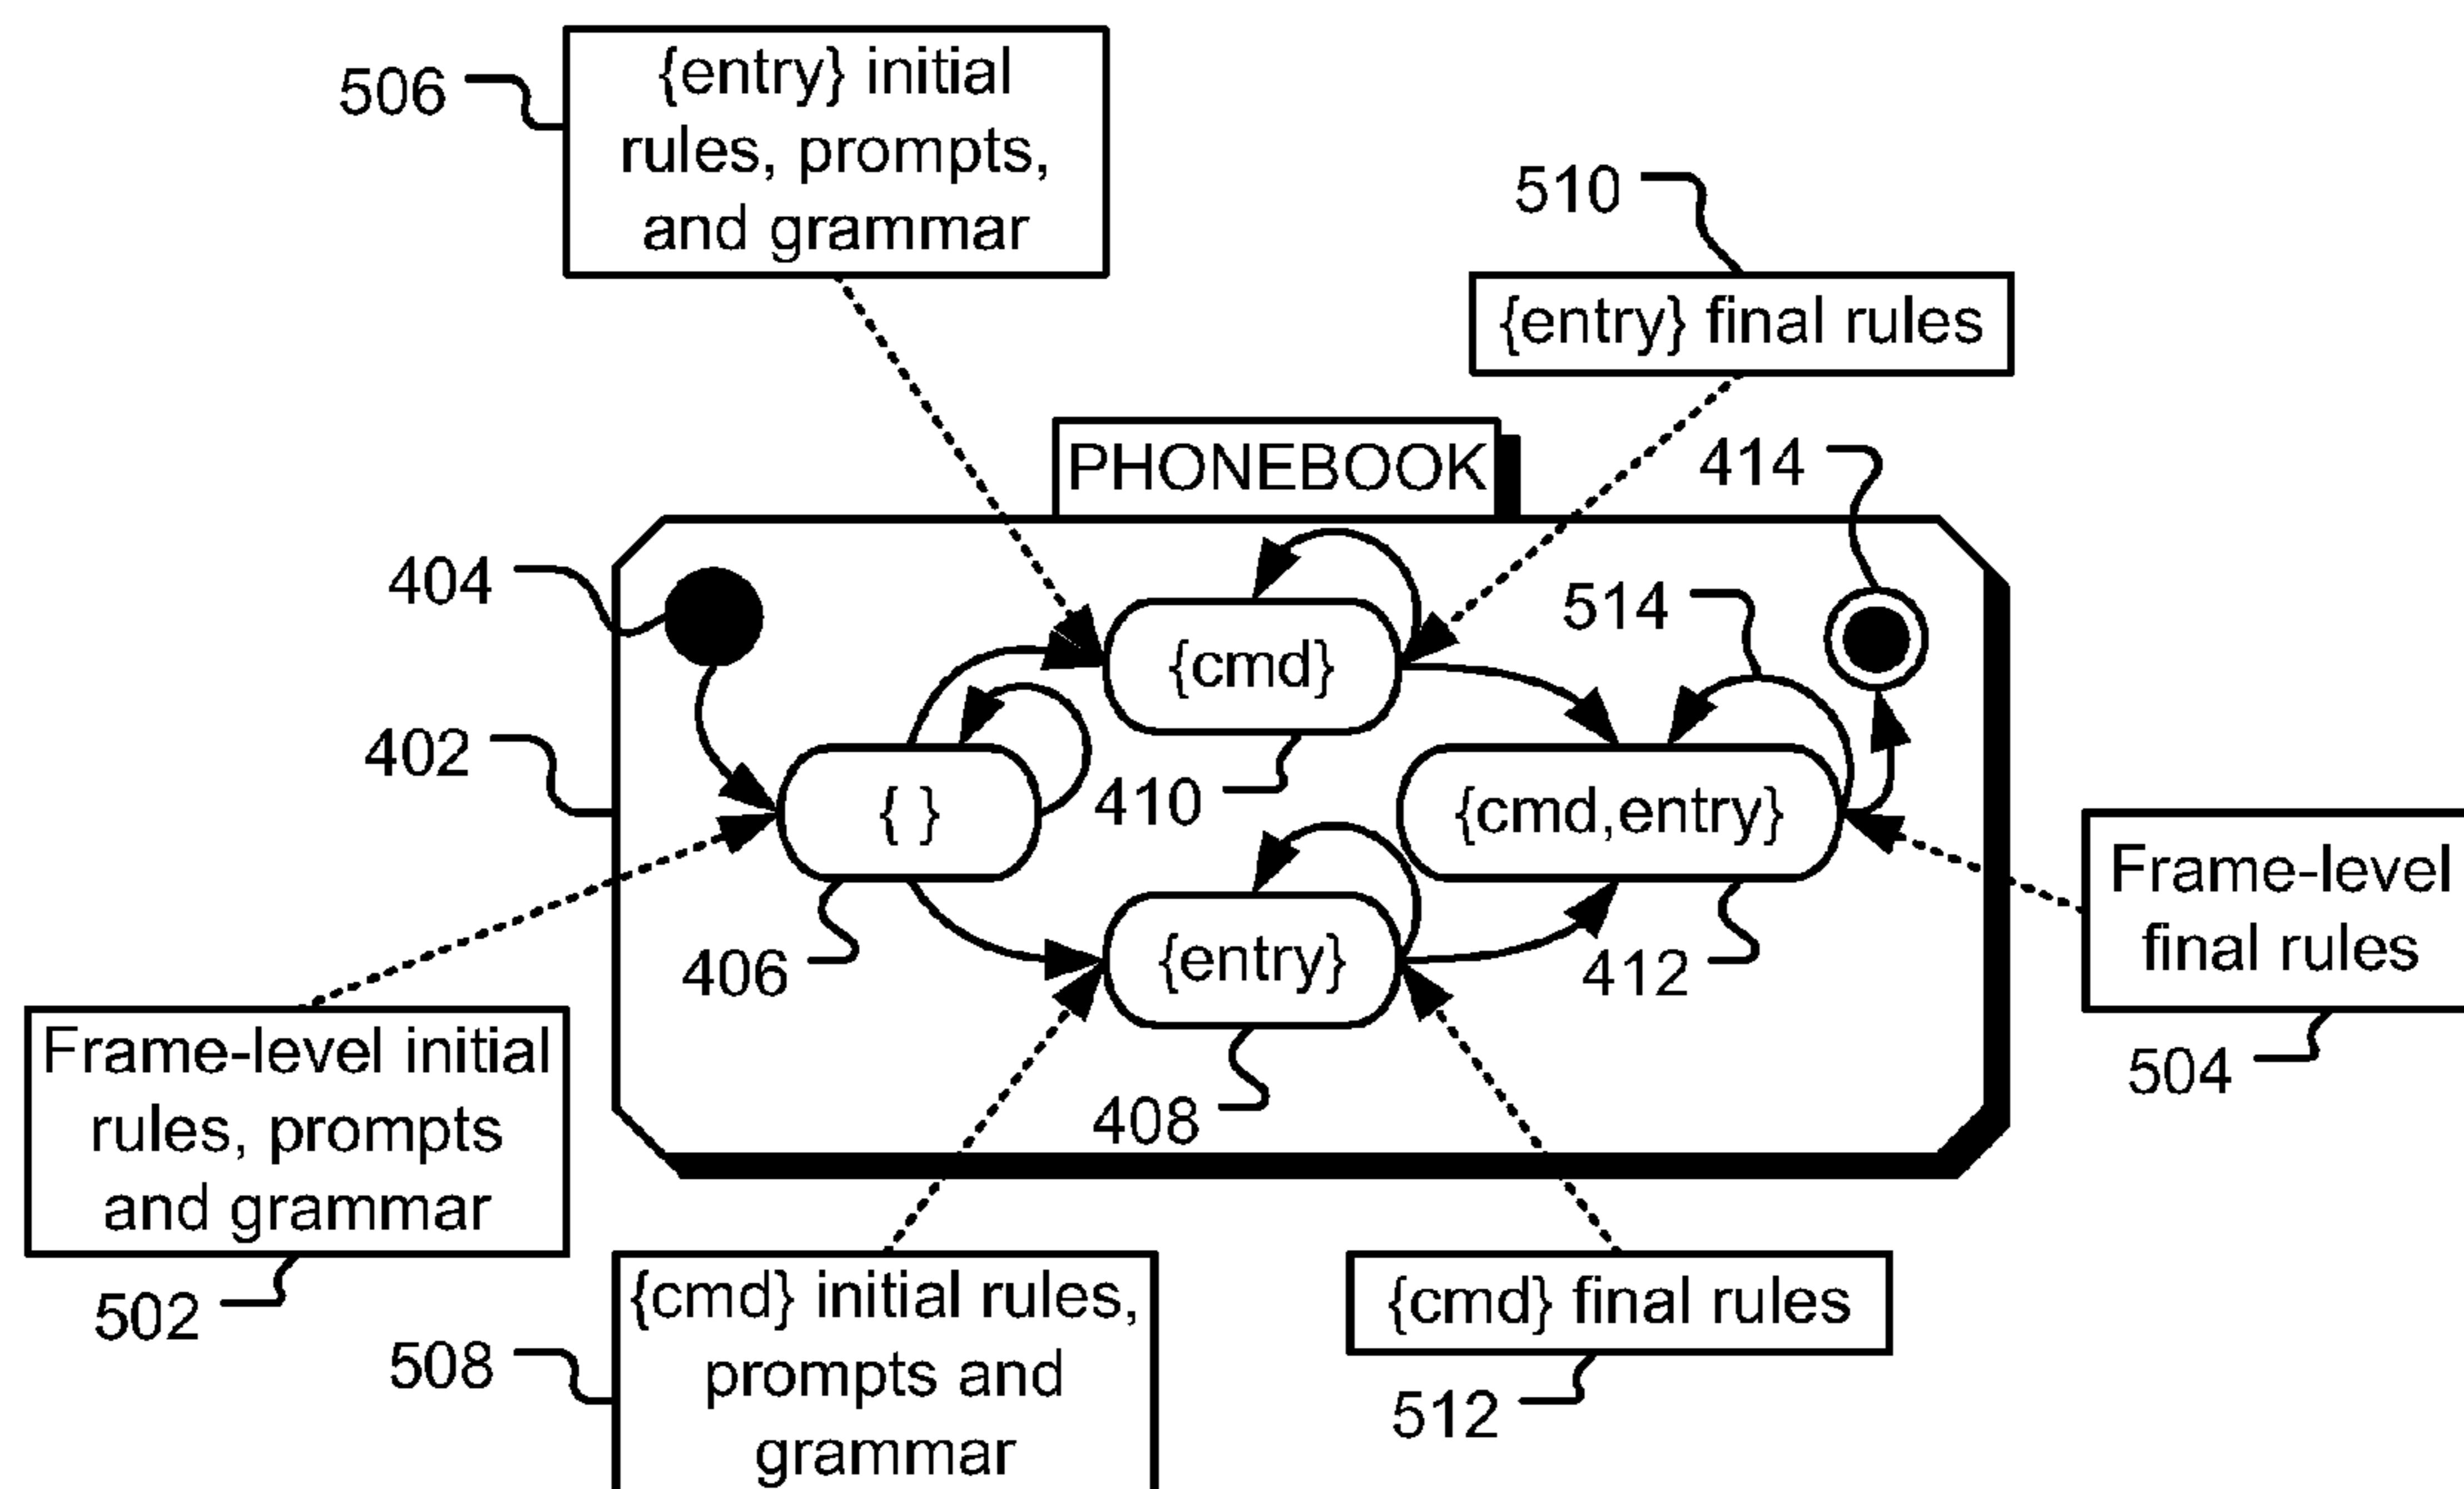 506
{entry} initial
rules, prompts,
and grammar
510
{entry} final rules
PHONEBOOK
414
404
514
{cmd}
402
410
{ }
{cmd,entry}
Frame-level
final rules
504
406
{entry}
412
408
Frame-level initial
rules, prompts
and grammar
502
508
{cmd} initial rules,
prompts and
grammar
{cmd} final rules
512